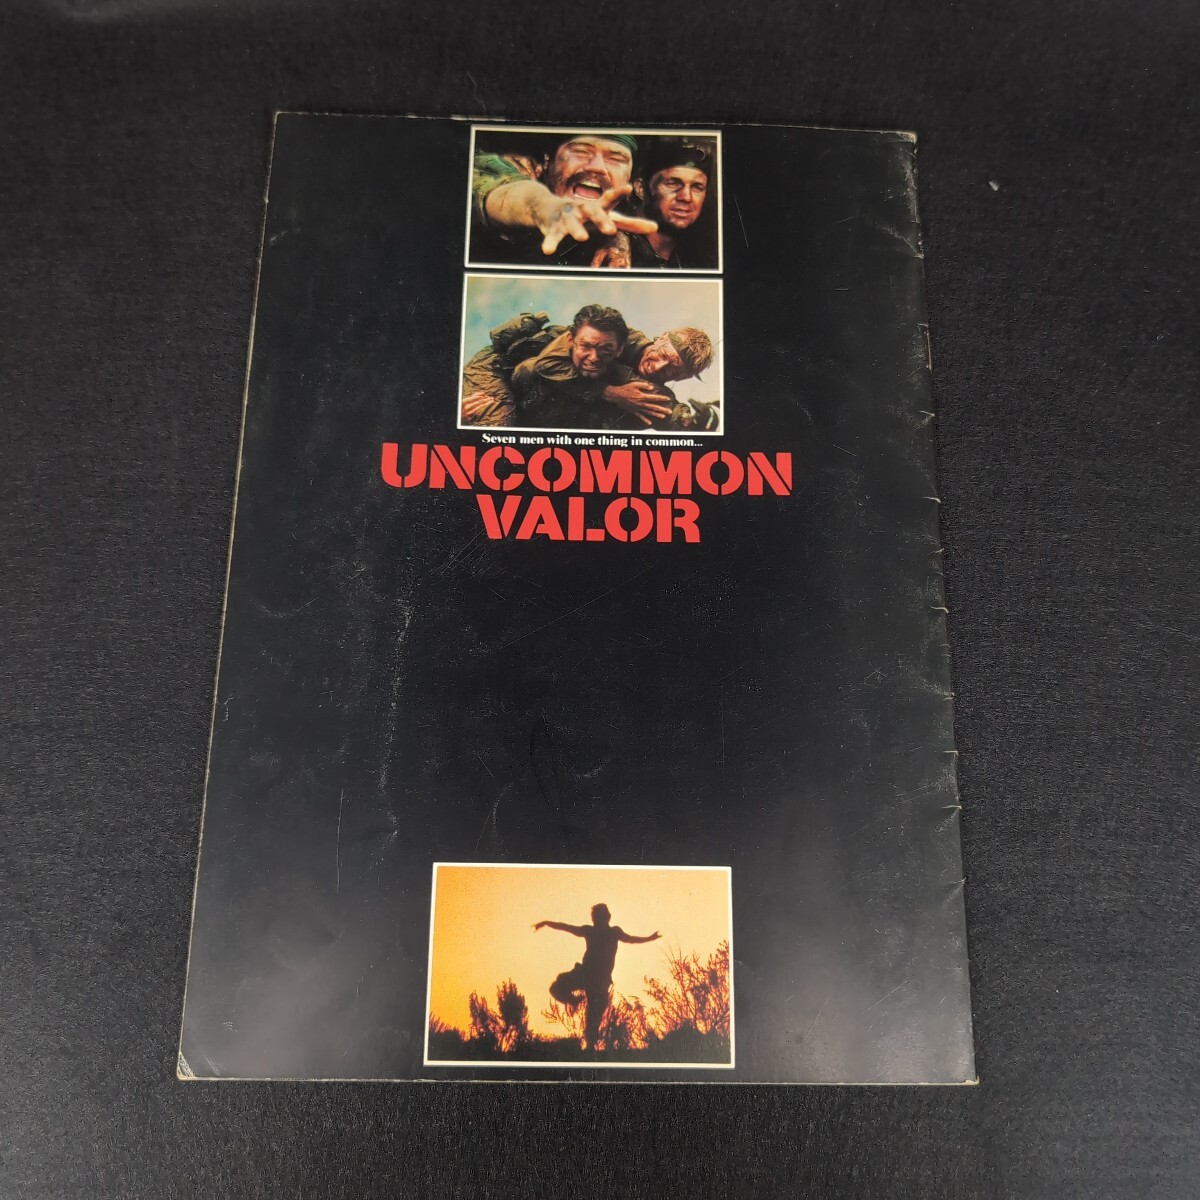 Seven men with one thing in common...
UNCOMMON
VALOR